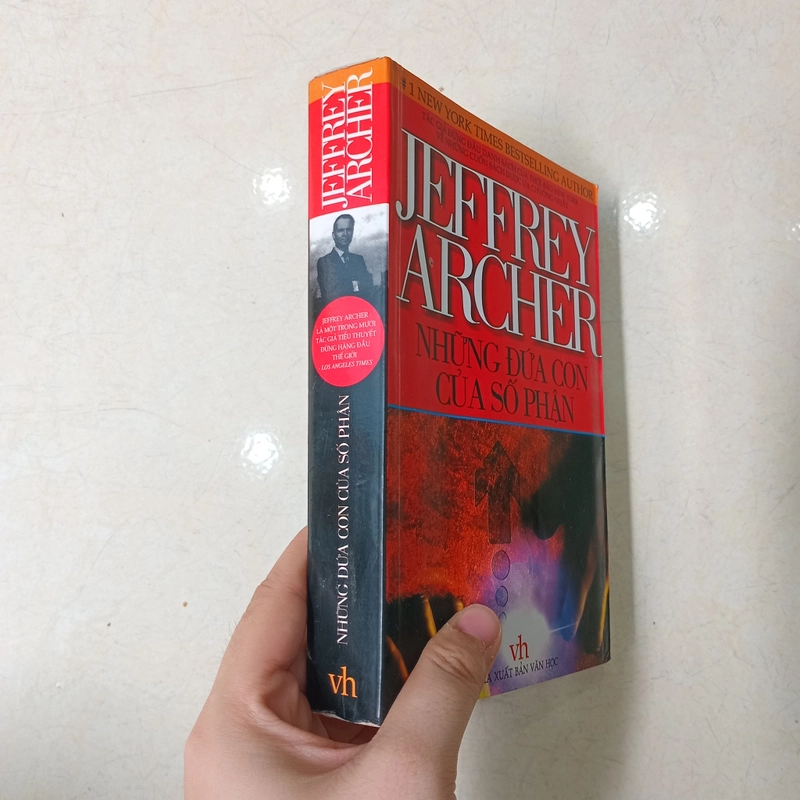 JEFFREY
ARCHER
JEFFREY ARCHER
LÀ MỘT TRONG MƯỜI
TÁC GIẢ TIỂU THUYẾT
ĐỨNG HÀNG ĐẦU
THẾ GIỚI
LOS ANGELES TIMES
NHỮNG ĐỨA CON CỦA SỐ PHẬN
vh
#1 NEW YORK TIMES BESTSELLING AUTHOR
JEFFREY
ARCHER
NHỮNG ĐỨA CON
CỦA SỐ PHẬN
vh
XUẤT BẢN VĂN HỌC